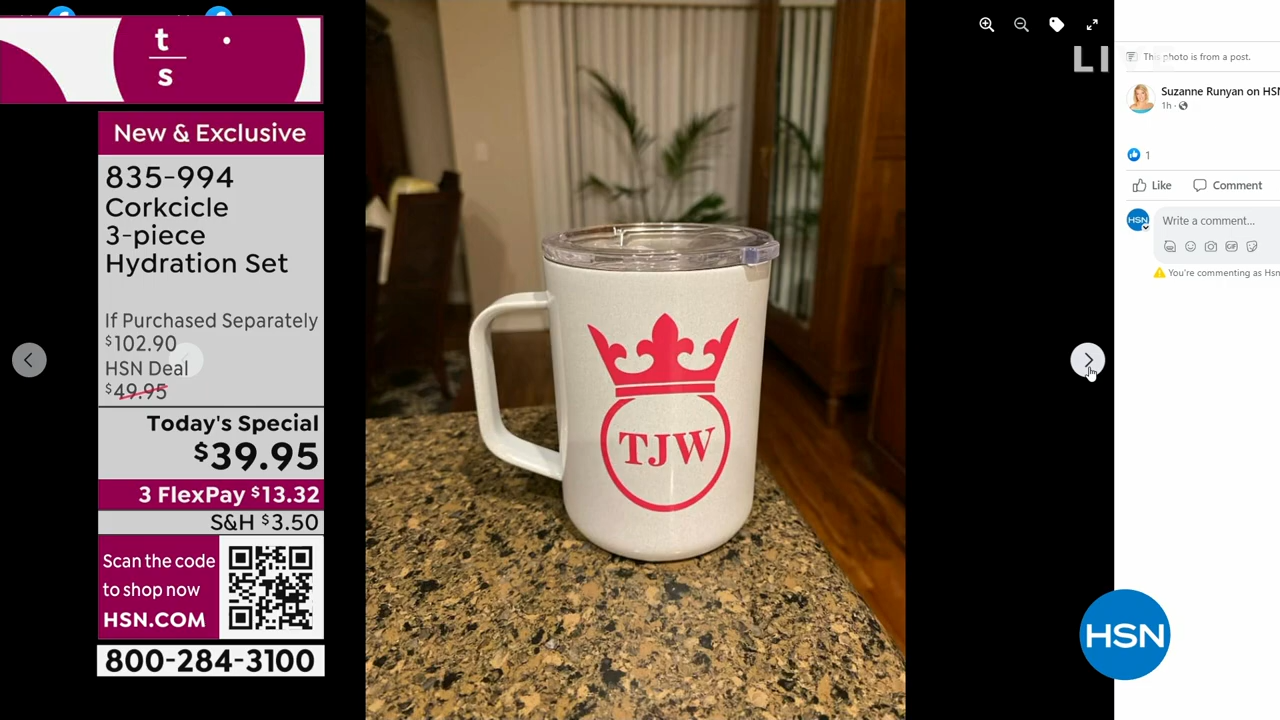 t
s
New & Exclusive
835-994
Corkcicle
3-piece
Hydration Set
If Purchased Separately
$102.90
HSN Deal
$49.95
Today's Special
$39.95
3 FlexPay $13.32
S&H $3.50
Scan the code
to shop now
HSN.COM
800-284-3100
TJW
LI
This photo is from a post.
Suzanne Runyan on HSN
1h
1
Like
Comment
HSN
Write a comment...
GIF
You're commenting as Hsn
HSN